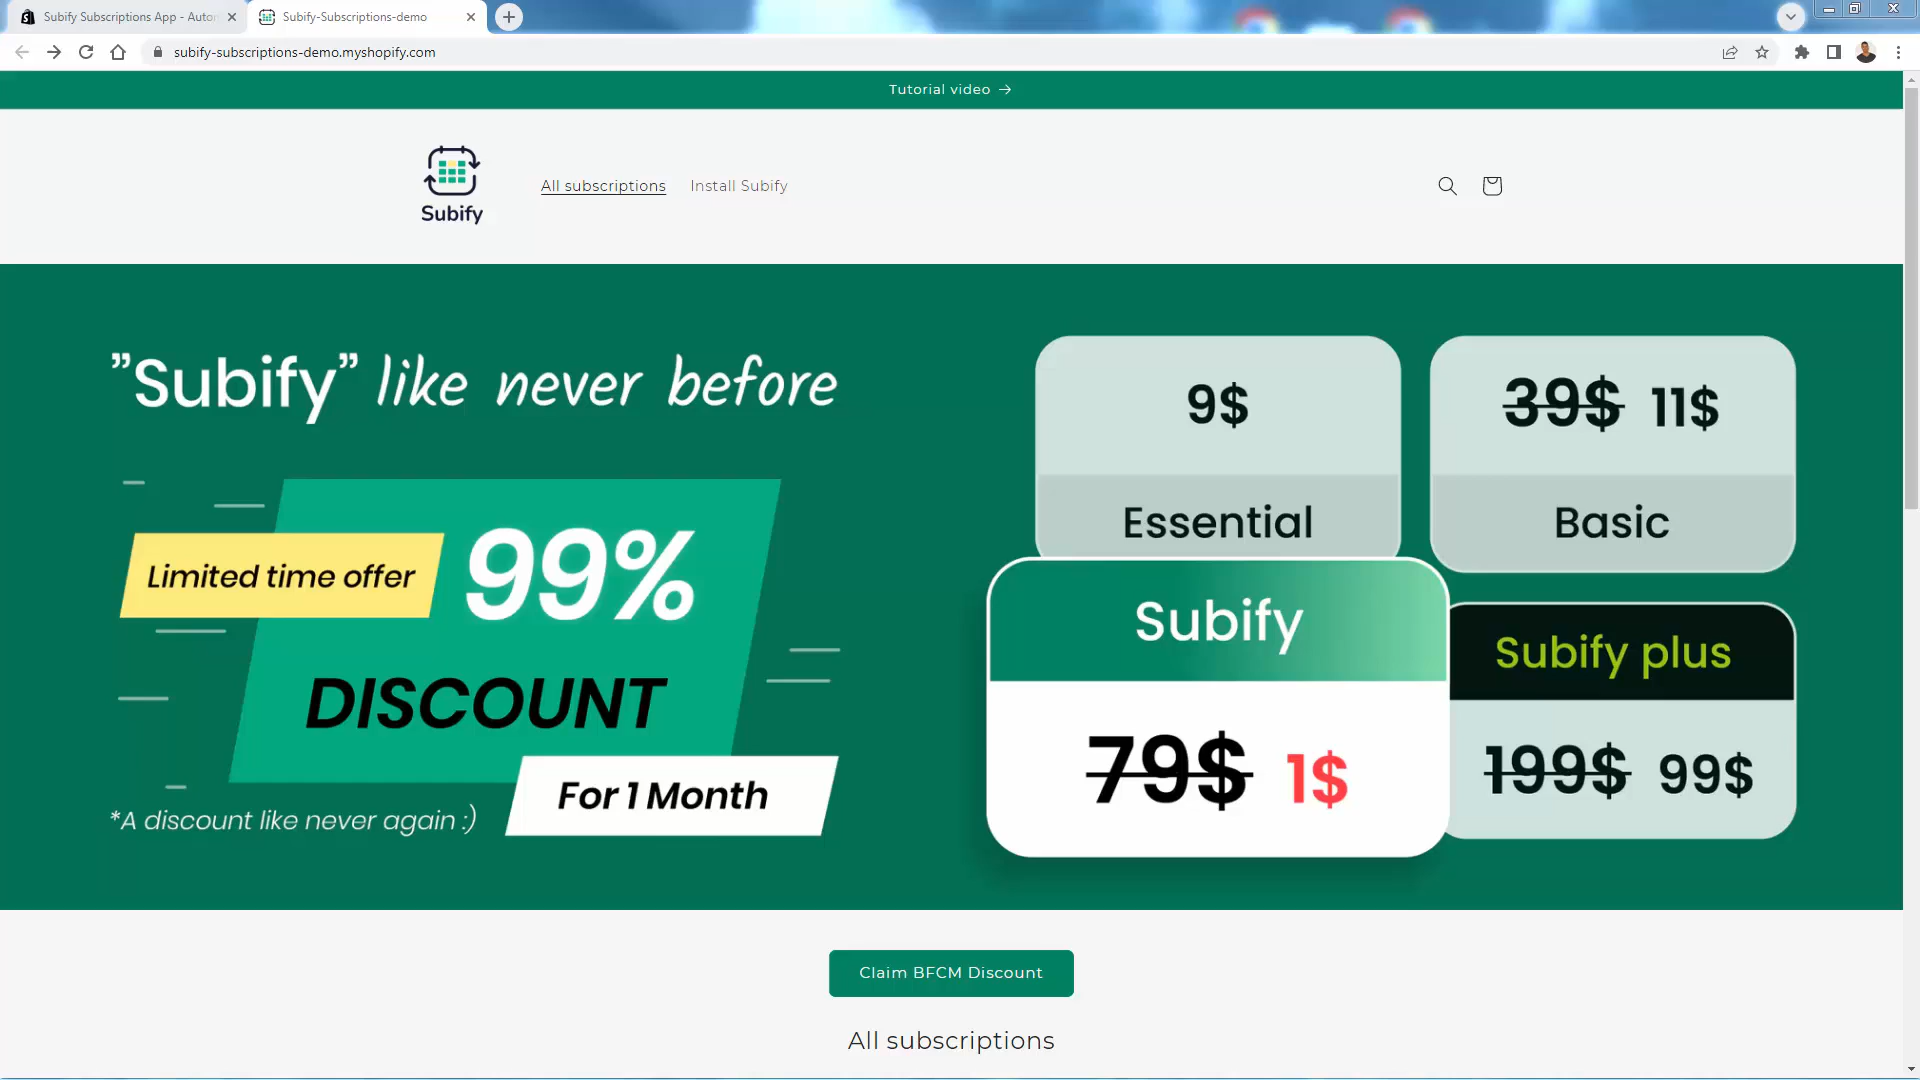 Subify Subscriptions App - Autor
Subify-Subscriptions-demo
subify-subscriptions-demo.myshopify.com
Tutorial video →
Subify
All subscriptions
Install Subify
”Subify” like never before
Limited time offer
99%
DISCOUNT
For 1 Month
*A discount like never again :)
9$
Essential
39$ 11$
Basic
Subify
79$ 1$
Subify plus
199$ 99$
Claim BFCM Discount
All subscriptions